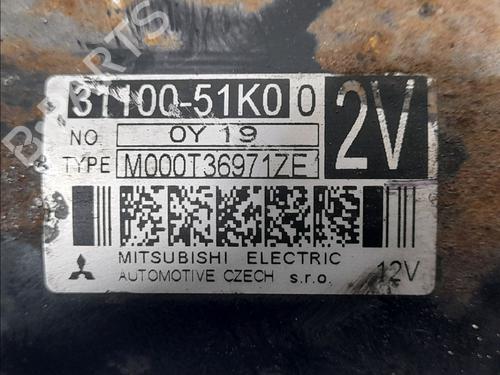 31100-51K0 0
2V
NO 0Y 19
TYPE M000T36971ZE
MITSUBISHI ELECTRIC
AUTOMOTIVE CZECH s.r.o. 12V